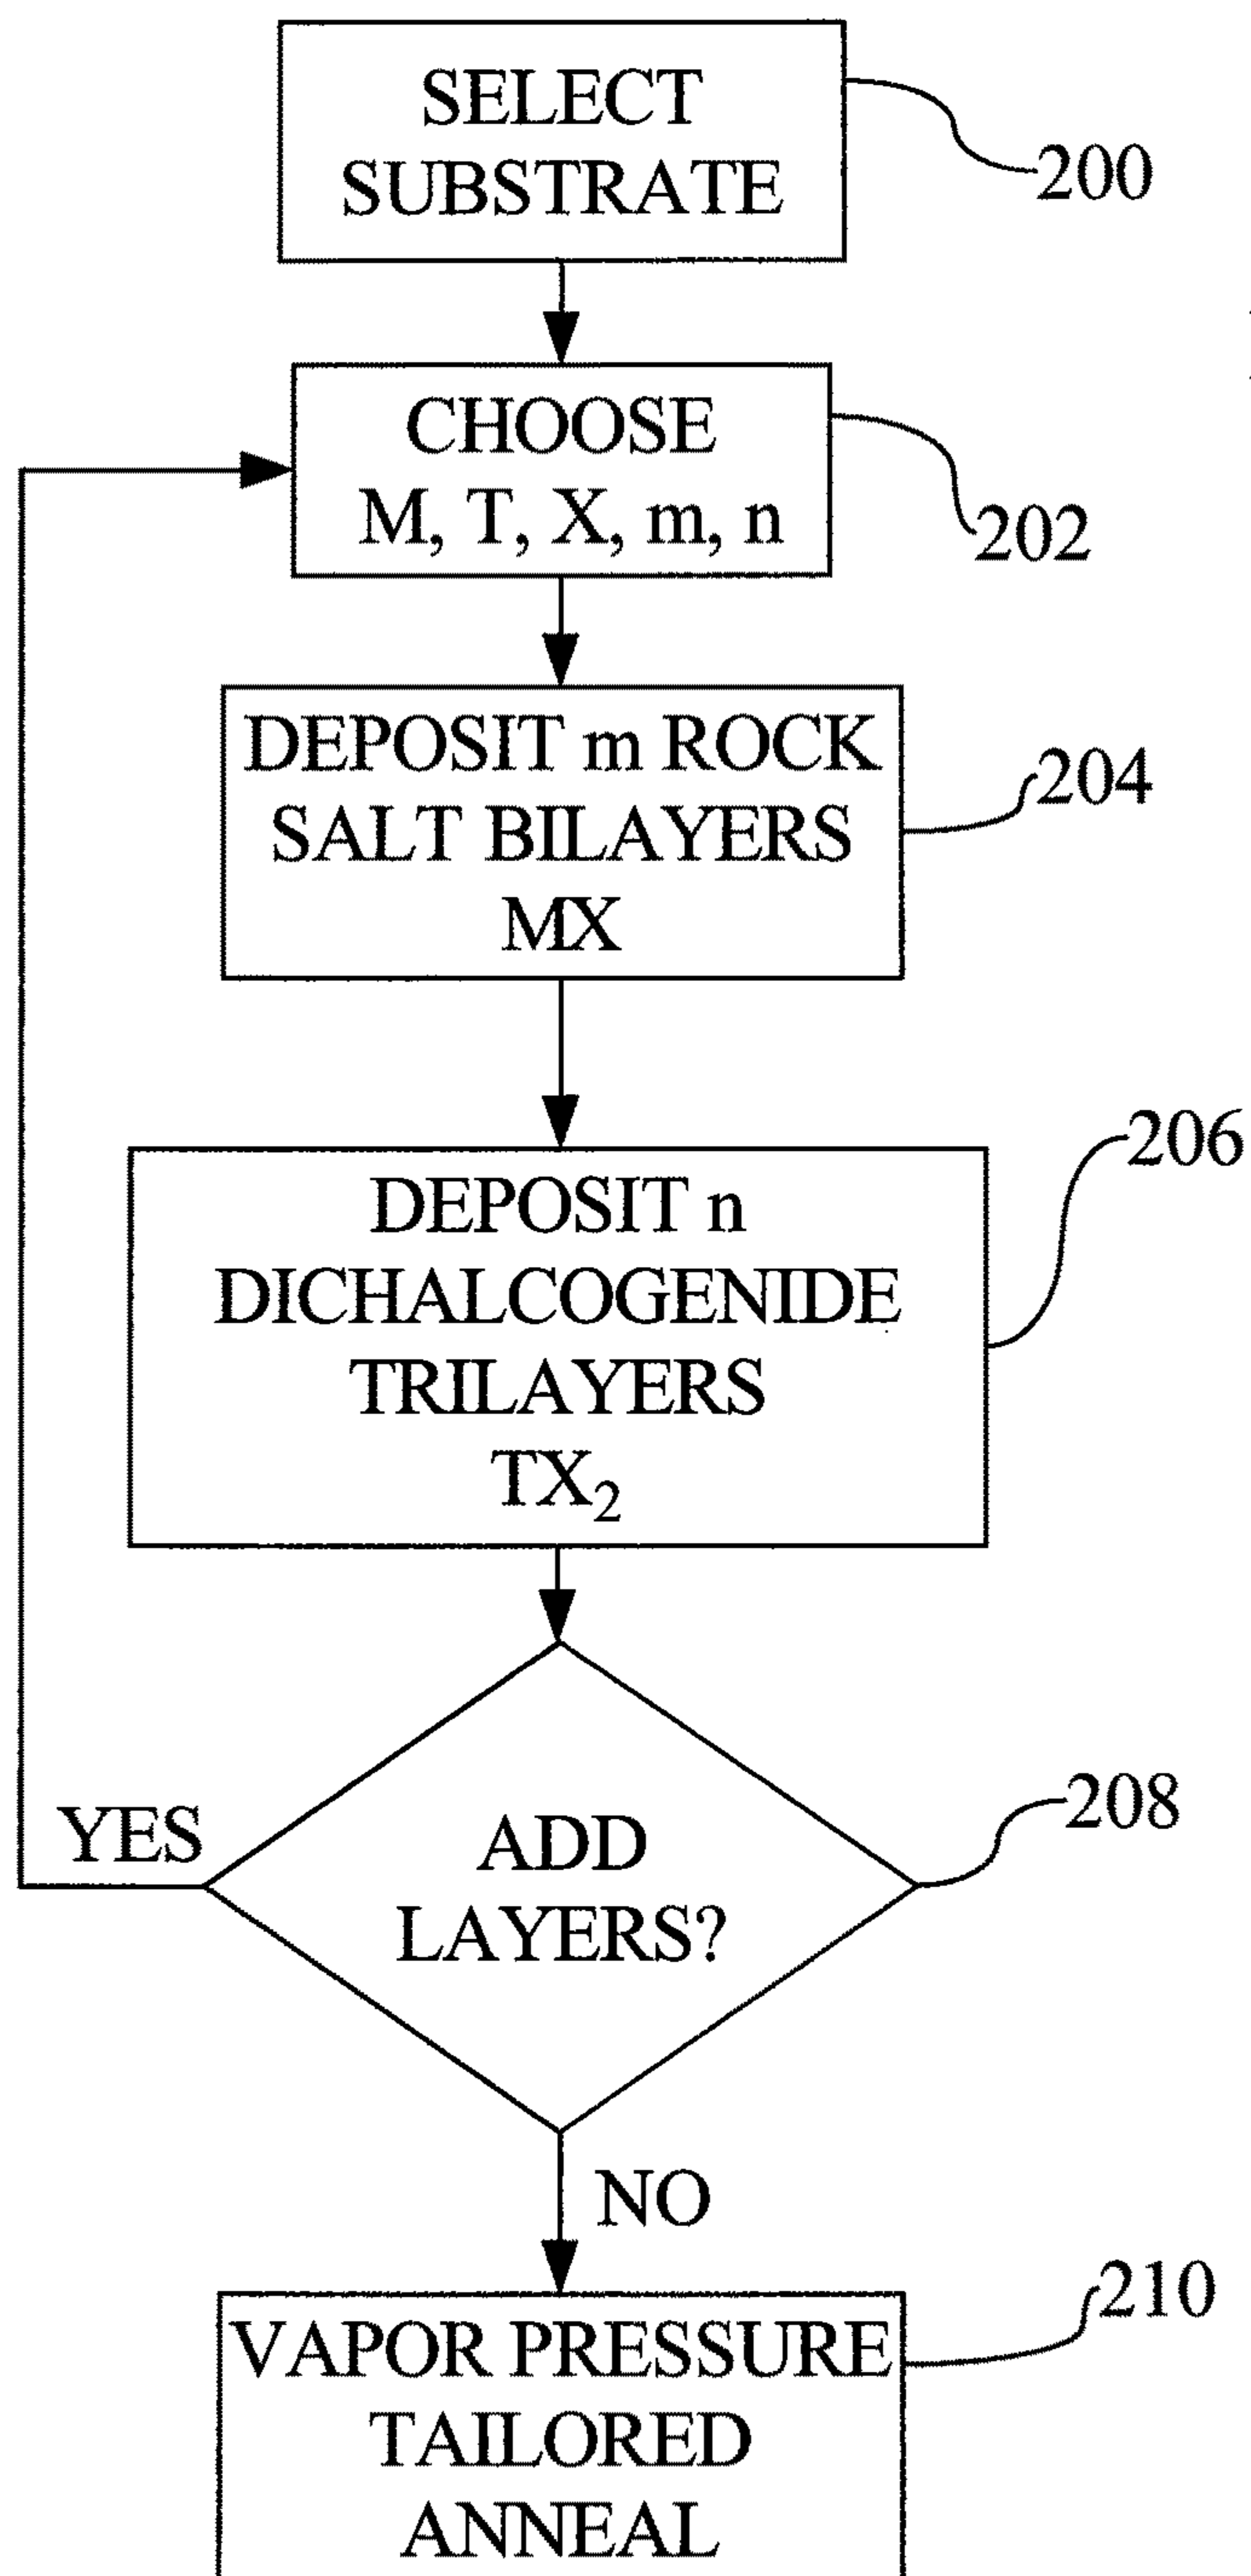 SELECT
SUBSTRATE
200
CHOOSE
M, T, X, m, n
202
DEPOSIT m ROCK
SALT BILAYERS
MX
204
DEPOSIT n
DICHALCOGENIDE
TRILAYERS
TX₂
206
ADD
LAYERS?
208
YES
NO
VAPOR PRESSURE
TAILORED
ANNEAL
210